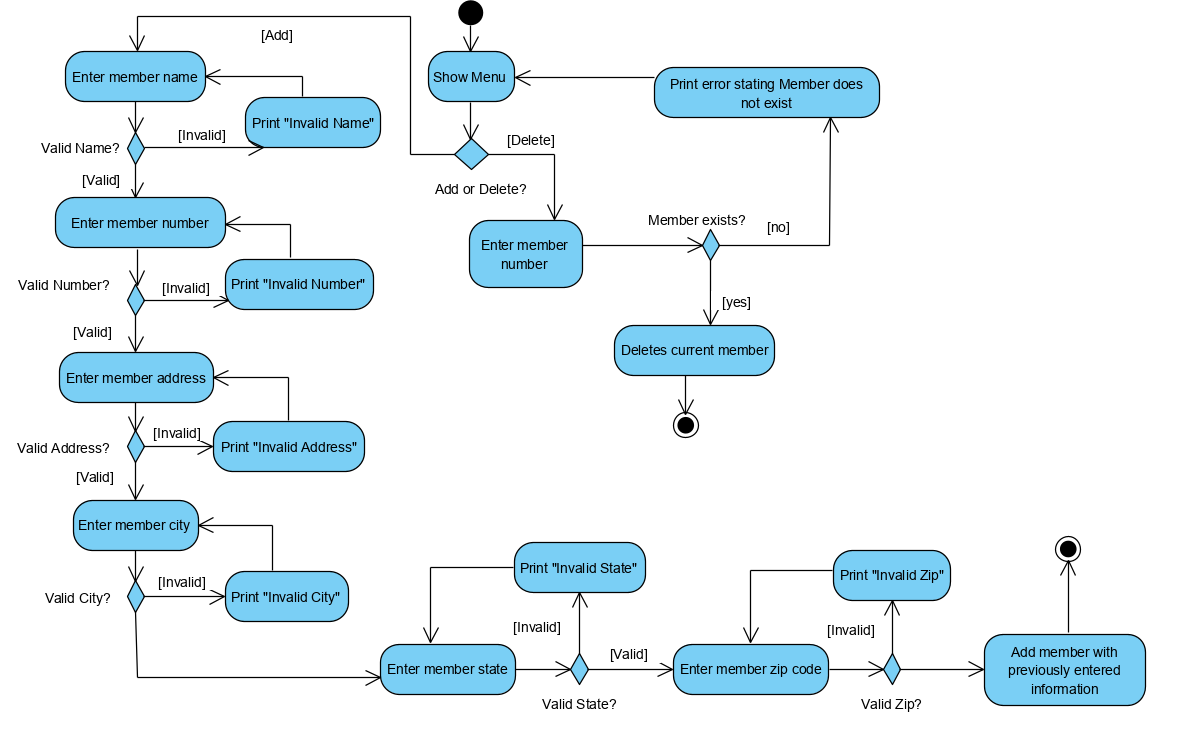 [Add]
Enter member name
Show Menu
Print error stating Member does
not exist
Print "Invalid Name"
[Invalid]
Valid Name?
[Delete]
[Valid]
Add or Delete?
Enter member number
Member exists?
[no]
Enter member
number
Print "Invalid Number"
[Invalid]
Valid Number?
[yes]
[Valid]
Deletes current member
Enter member address
[Invalid]
Valid Address?
Print "Invalid Address"
[Valid]
Enter member city
[Invalid]
Valid City?
Print "Invalid City"
Print "Invalid State"
Print "Invalid Zip"
[Invalid]
[Invalid]
Enter member state
[Valid]
Enter member zip code
Add member with
previously entered
information
Valid State?
Valid Zip?